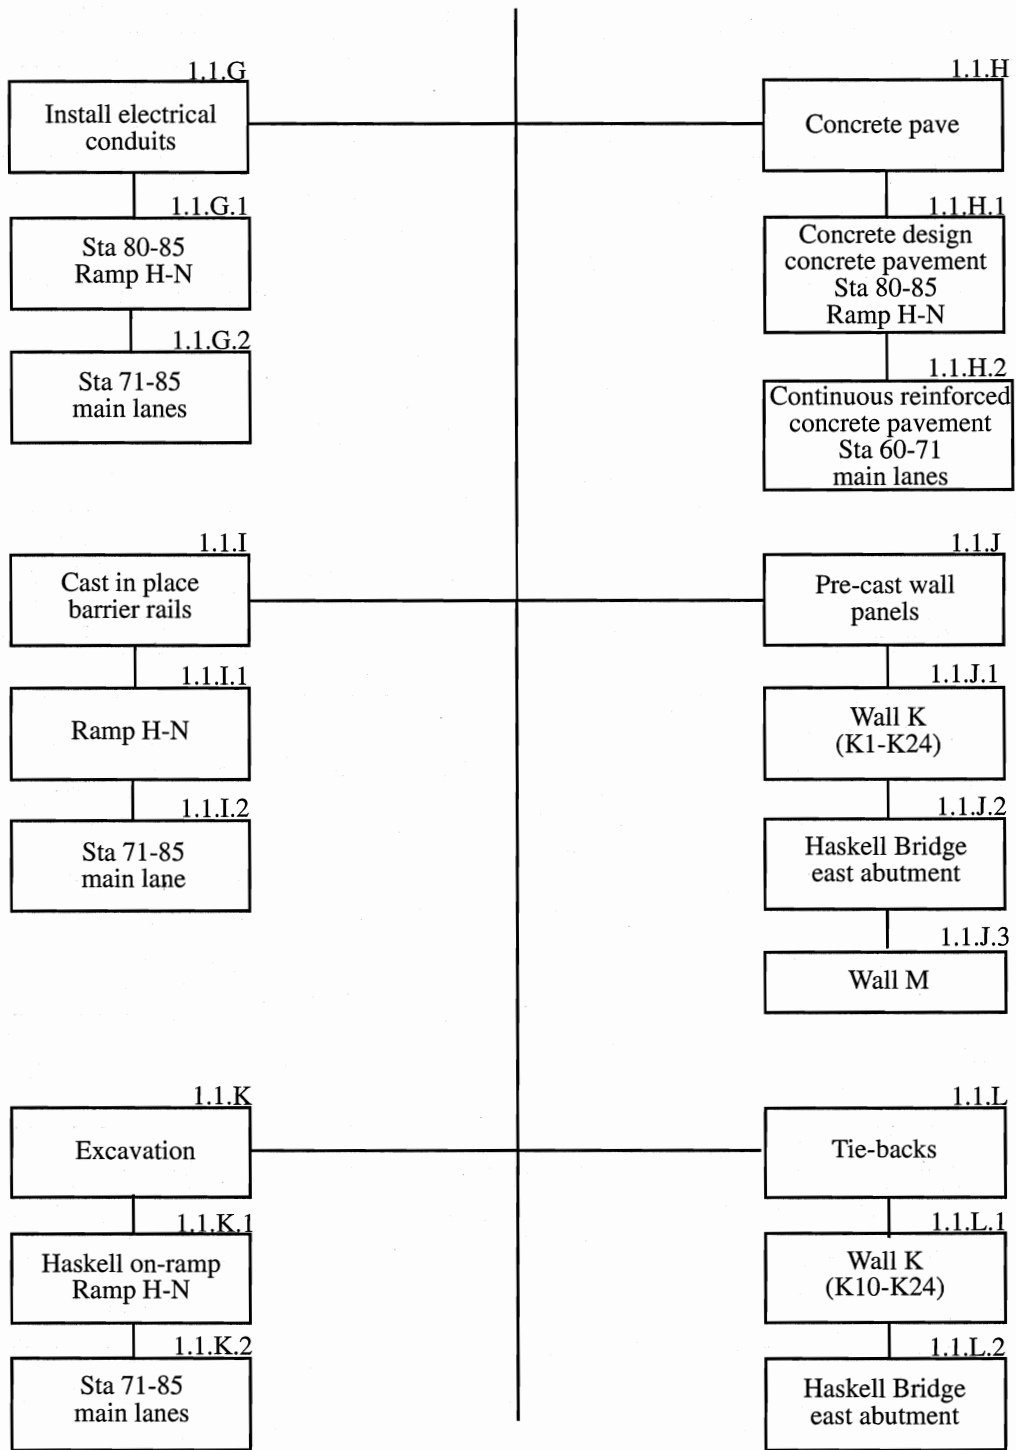 1.1.G
Install electrical
conduits
1.1.G.1
Sta 80-85
Ramp H-N
1.1.G.2
Sta 71-85
main lanes
1.1.H
Concrete pave
1.1.H.1
Concrete design
concrete pavement
Sta 80-85
Ramp H-N
1.1.H.2
Continuous reinforced
concrete pavement
Sta 60-71
main lanes
1.1.I
Cast in place
barrier rails
1.1.I.1
Ramp H-N
1.1.I.2
Sta 71-85
main lane
1.1.J
Pre-cast wall
panels
1.1.J.1
Wall K
(K1-K24)
1.1.J.2
Haskell Bridge
east abutment
1.1.J.3
Wall M
1.1.K
Excavation
1.1.K.1
Haskell on-ramp
Ramp H-N
1.1.K.2
Sta 71-85
main lanes
1.1.L
Tie-backs
1.1.L.1
Wall K
(K10-K24)
1.1.L.2
Haskell Bridge
east abutment